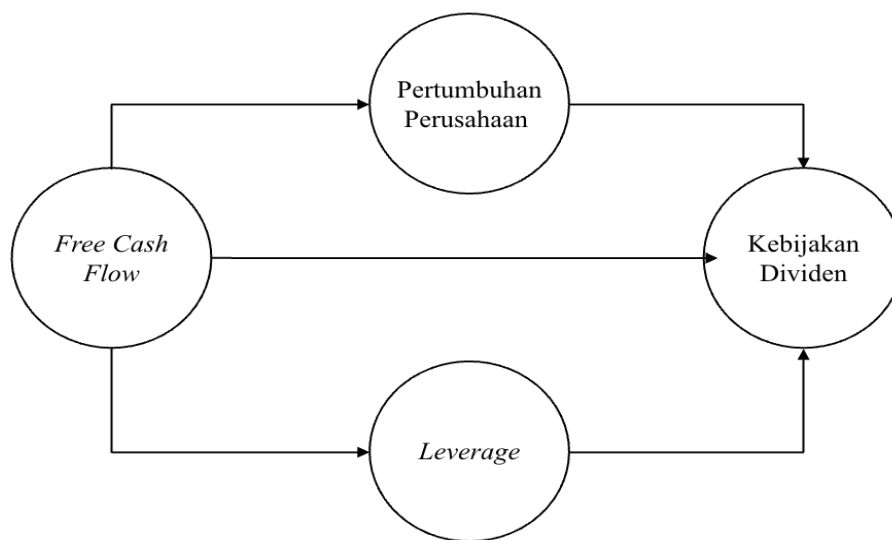 Pertumbuhan
Perusahaan
Free Cash
Flow
Kebijakan
Dividen
Leverage